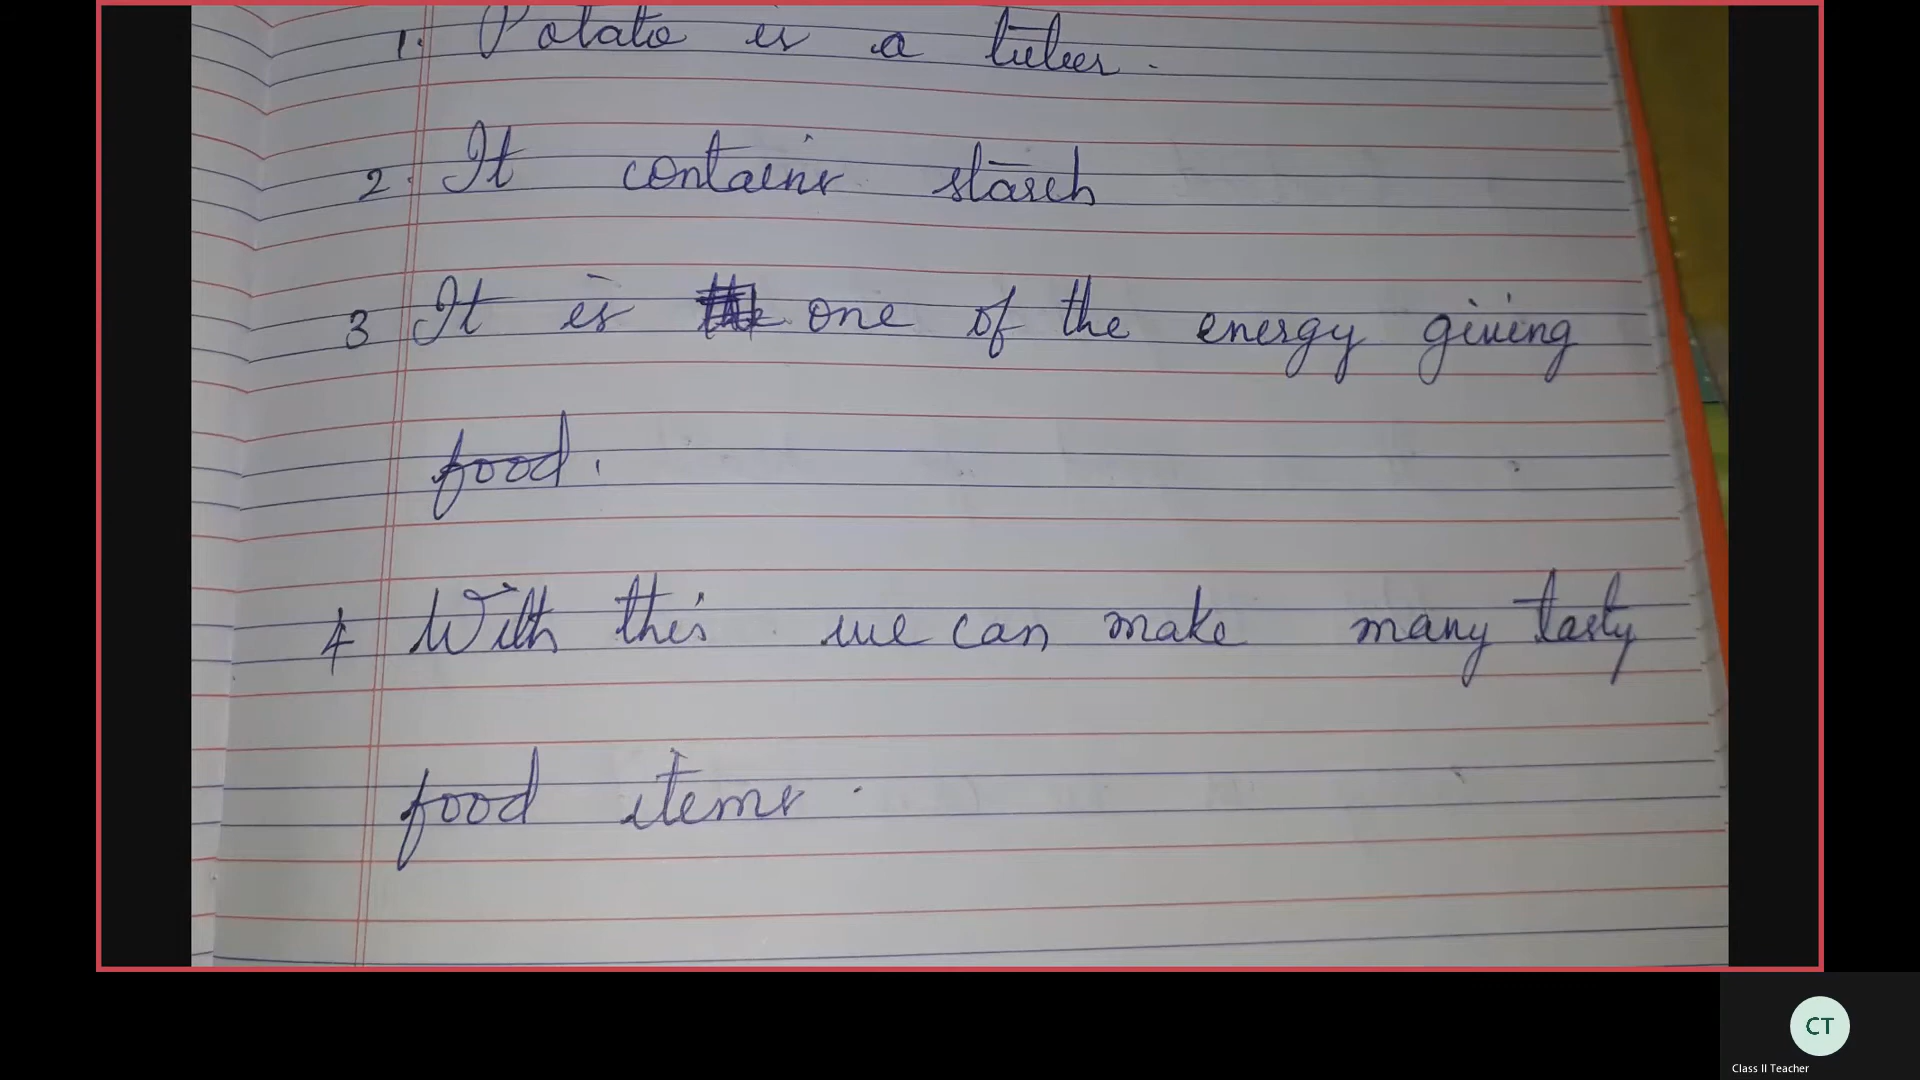 1. Potato is a tuber.
2. It contains starch
3 It is one of the energy giving
food.
4 With this we can make many tasty
food items.
CT
Class II Teacher